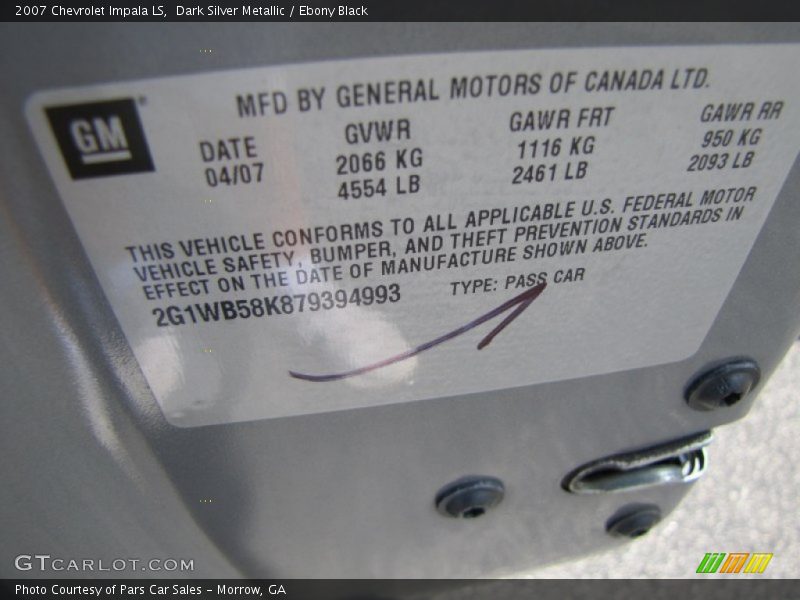 2007 Chevrolet Impala LS,  Dark Silver Metallic / Ebony Black
GM
MFD BY GENERAL MOTORS OF CANADA LTD.
DATE GVWR GAWR FRT GAWR RR
04/07 2066 KG 1116 KG 950 KG
4554 LB 2461 LB 2093 LB
THIS VEHICLE CONFORMS TO ALL APPLICABLE U.S. FEDERAL MOTOR
VEHICLE SAFETY, BUMPER, AND THEFT PREVENTION STANDARDS IN
EFFECT ON THE DATE OF MANUFACTURE SHOWN ABOVE.
2G1WB58K879394993 TYPE: PASS CAR
GTCARLOT.COM
Photo Courtesy of Pars Car Sales - Morrow, GA